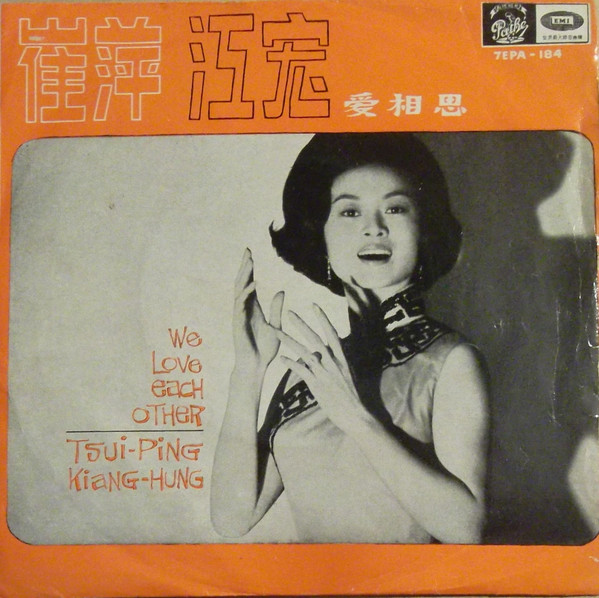 崔萍 江宏 愛相思
Pathé
EMI
7EPA - 184
We
Love
each
other
Tsui-Ping
Kiang-Hung